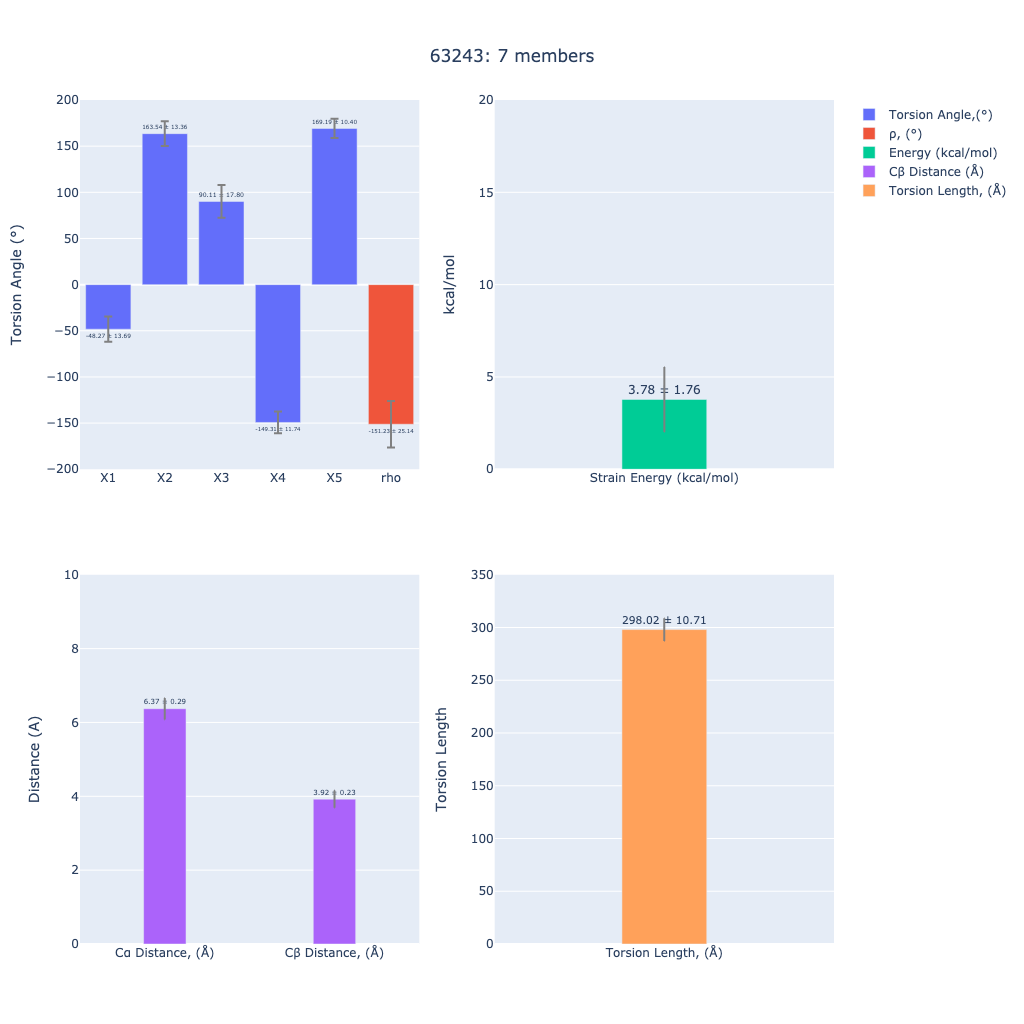 63243: 7 members
Torsion Angle (°)
200
150
100
50
0
−50
−100
−150
−200
-48.27 ± 13.69
163.54 ± 13.36
90.11 ± 17.80
-149.31 ± 11.74
169.19 ± 10.40
-151.23 ± 25.14
X1 X2 X3 X4 X5 rho
kcal/mol
20
15
10
5
0
3.78 ± 1.76
Strain Energy (kcal/mol)
Torsion Angle,(°)
ρ, (°)
Energy (kcal/mol)
Cβ Distance (Å)
Torsion Length, (Å)
Distance (A)
10
8
6
4
2
0
6.37 ± 0.29
3.92 ± 0.23
Cα Distance, (Å) Cβ Distance, (Å)
Torsion Length
350
300
250
200
150
100
50
0
298.02 ± 10.71
Torsion Length, (Å)